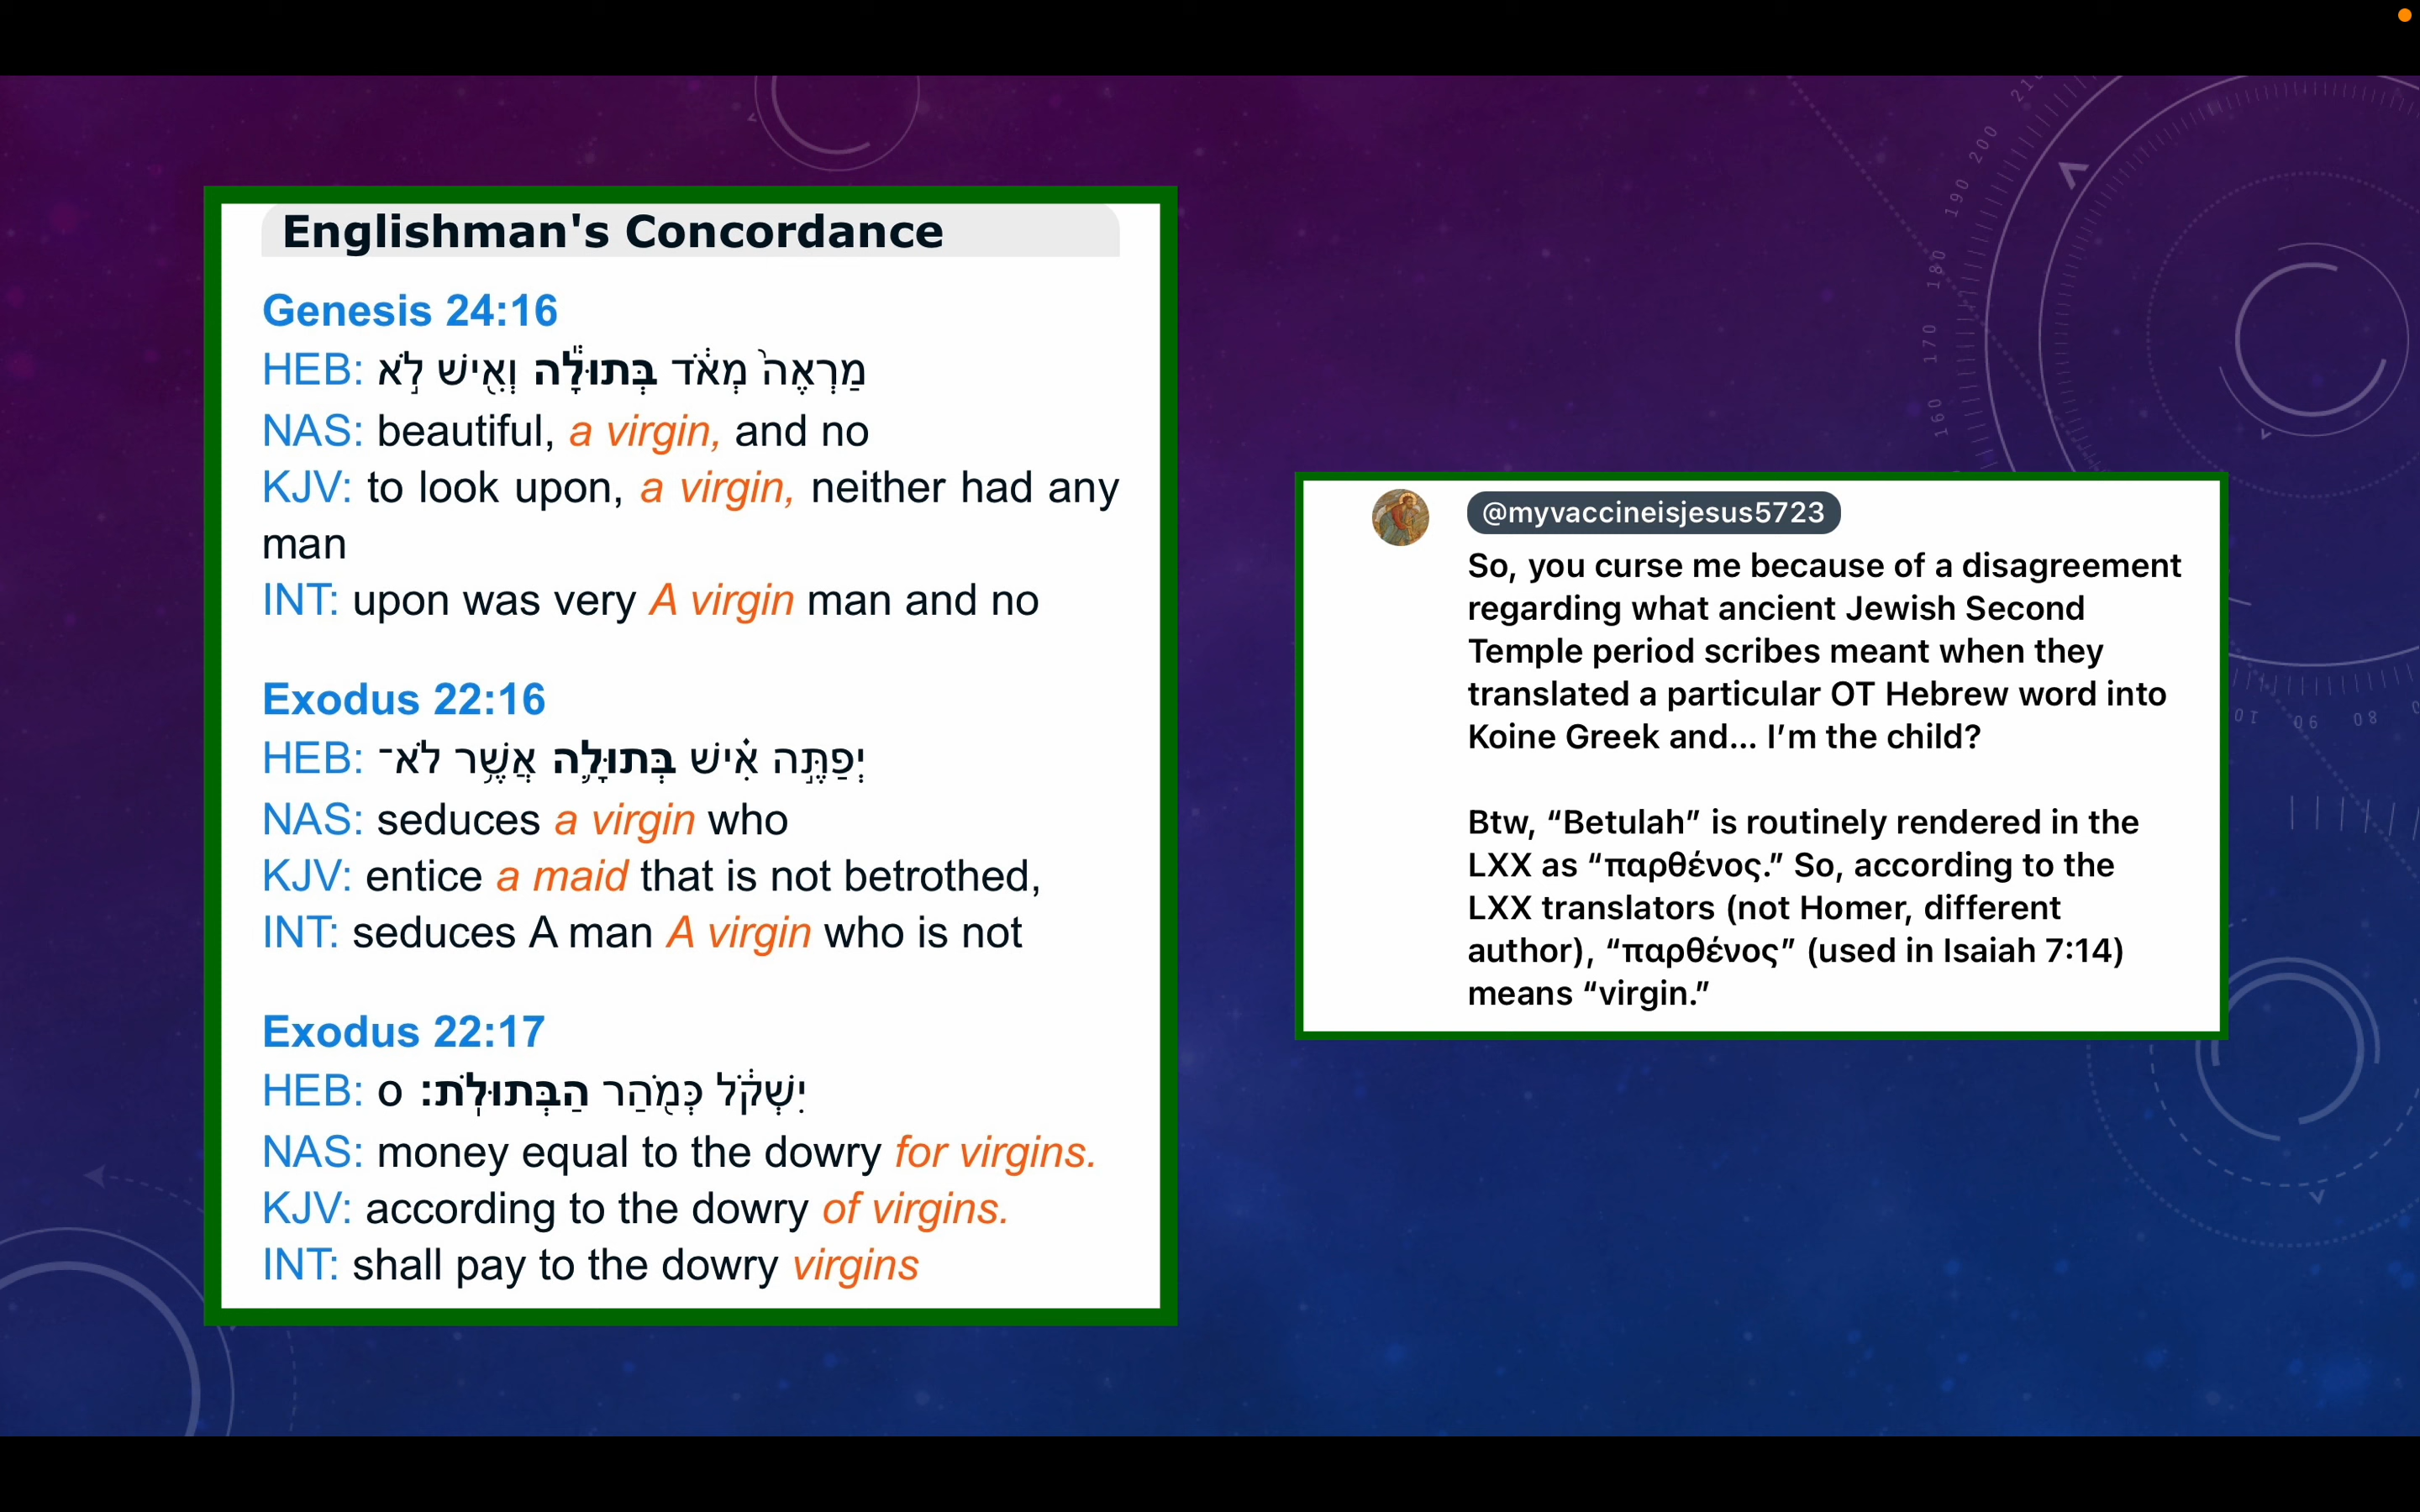 Englishman's Concordance
Genesis 24:16
HEB: מַרְאֶה֙ מְאֹ֔ד בְּתוּלָ֕ה וְאִ֖ישׁ לֹ֣א
NAS: beautiful, a virgin, and no
KJV: to look upon, a virgin, neither had any
man
INT: upon was very A virgin man and no
Exodus 22:16
HEB: יְפַתֶּ֣ה אִ֗ישׁ בְּתוּלָ֛ה אֲשֶׁ֥ר לֹא־
NAS: seduces a virgin who
KJV: entice a maid that is not betrothed,
INT: seduces A man A virgin who is not
Exodus 22:17
HEB: יִשְׁקֹ֔ל כְּמֹ֖הַר הַבְּתוּלֹֽת׃ ס
NAS: money equal to the dowry for virgins.
KJV: according to the dowry of virgins.
INT: shall pay to the dowry virgins
@myvaccineisjesus5723
So, you curse me because of a disagreement
regarding what ancient Jewish Second
Temple period scribes meant when they
translated a particular OT Hebrew word into
Koine Greek and... I'm the child?
Btw, “Betulah” is routinely rendered in the
LXX as “παρθένος.” So, according to the
LXX translators (not Homer, different
author), “παρθένος” (used in Isaiah 7:14)
means “virgin.”
160 170 180 190 200
80 90